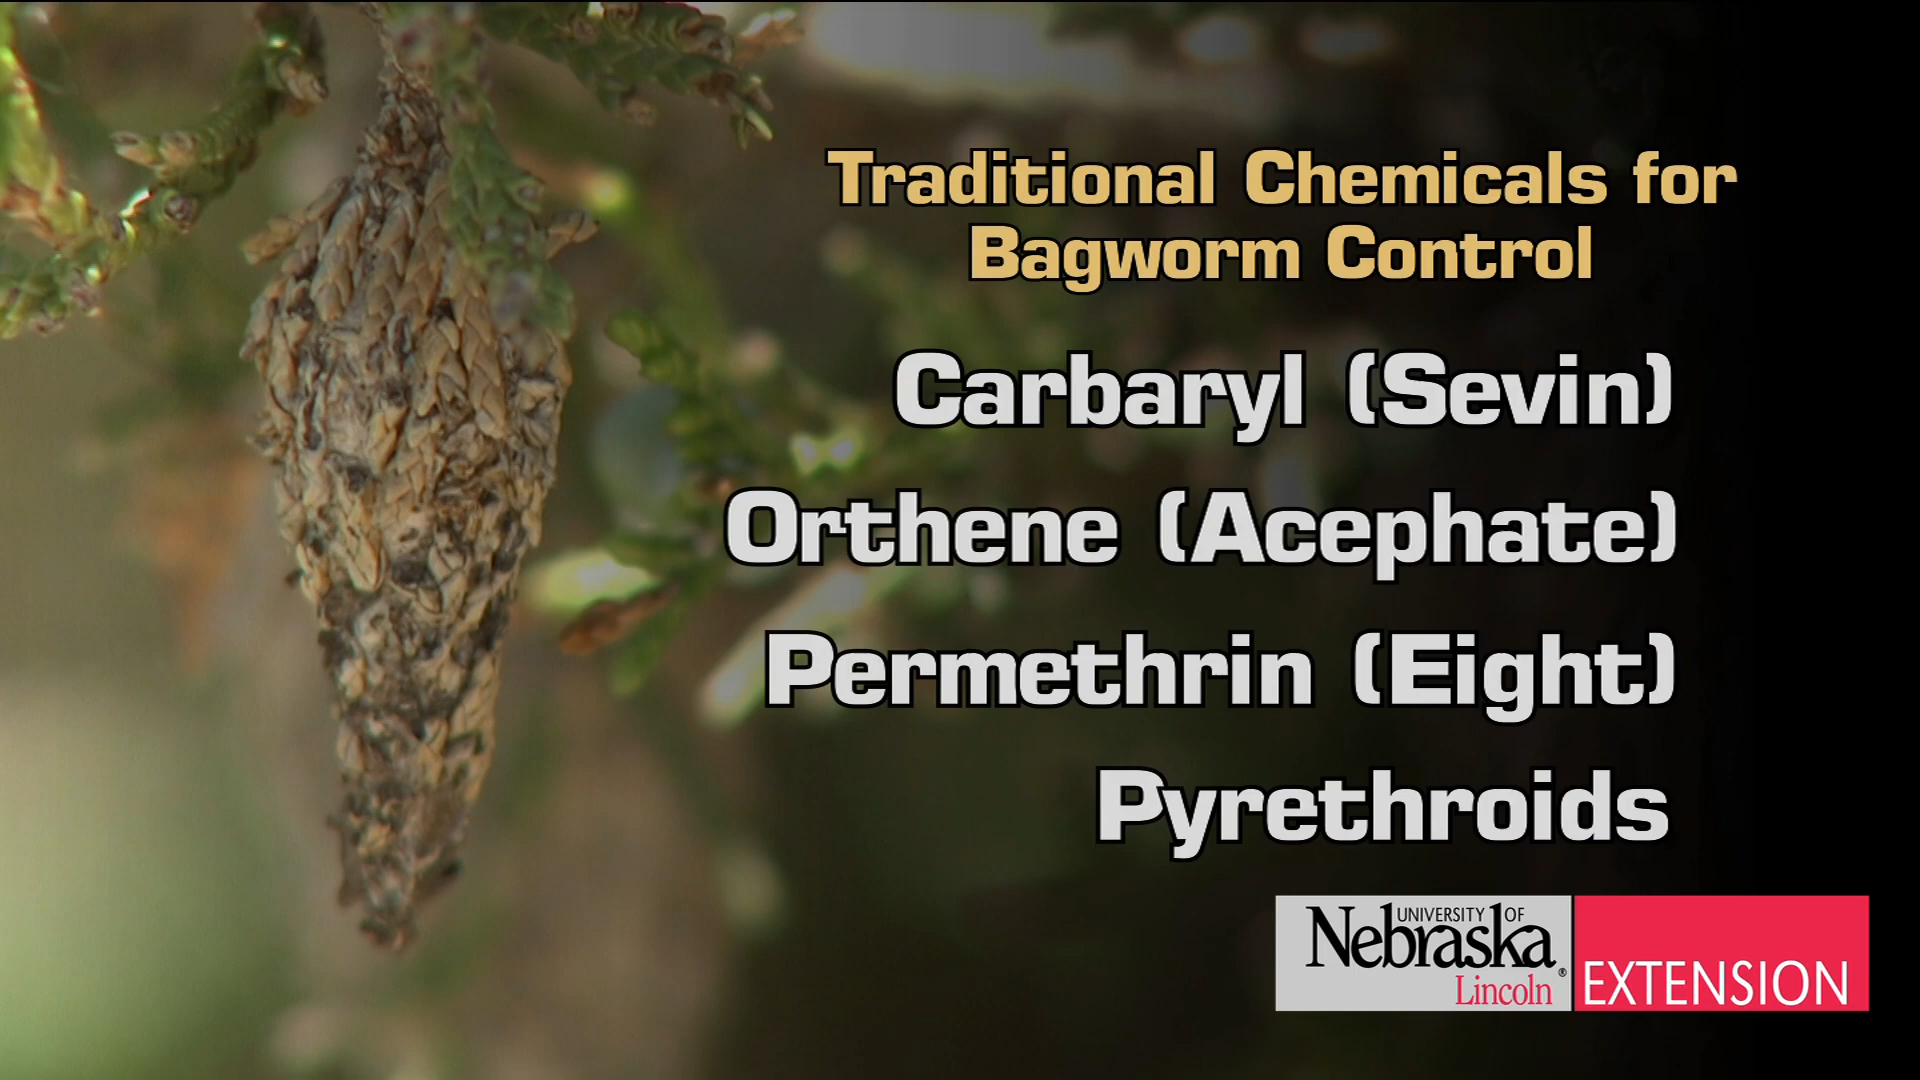 Traditional Chemicals for
Bagworm Control
Carbaryl (Sevin)
Orthene (Acephate)
Permethrin (Eight)
Pyrethroids
UNIVERSITY OF
Nebraska®
Lincoln
EXTENSION